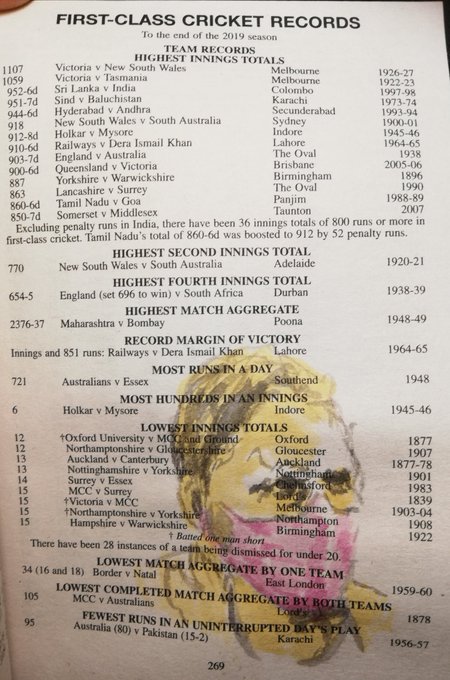 FIRST-CLASS CRICKET RECORDS
To the end of the 2019 season
TEAM RECORDS
HIGHEST INNINGS TOTALS
1107 Victoria v New South Wales Melbourne 1926-27
1059 Victoria v Tasmania Melbourne 1922-23
952-6d Sri Lanka v India Colombo 1997-98
951-7d Sind v Baluchistan Karachi 1973-74
944-6d Hyderabad v Andhra Secunderabad 1993-94
918 New South Wales v South Australia Sydney 1900-01
912-8d Holkar v Mysore Indore 1945-46
910-6d Railways v Dera Ismail Khan Lahore 1964-65
903-7d England v Australia The Oval 1938
900-6d Queensland v Victoria Brisbane 2005-06
887 Yorkshire v Warwickshire Birmingham 1896
863 Lancashire v Surrey The Oval 1990
860-6d Tamil Nadu v Goa Panjim 1988-89
850-7d Somerset v Middlesex Taunton 2007
Excluding penalty runs in India, there have been 36 innings totals of 800 runs or more in
first-class cricket. Tamil Nadu's total of 860-6d was boosted to 912 by 52 penalty runs.
HIGHEST SECOND INNINGS TOTAL
770 New South Wales v South Australia Adelaide 1920-21
HIGHEST FOURTH INNINGS TOTAL
654-5 England (set 696 to win) v South Africa Durban 1938-39
HIGHEST MATCH AGGREGATE
2376-37 Maharashtra v Bombay Poona 1948-49
RECORD MARGIN OF VICTORY
Innings and 851 runs: Railways v Dera Ismail Khan Lahore 1964-65
MOST RUNS IN A DAY
721 Australians v Essex Southend 1948
MOST HUNDREDS IN AN INNINGS
6 Holkar v Mysore Indore 1945-46
LOWEST INNINGS TOTALS
12 †Oxford University v MCC and Ground Oxford 1877
12 Northamptonshire v Gloucestershire Gloucester 1907
13 Auckland v Canterbury Auckland 1877-78
13 Nottinghamshire v Yorkshire Nottingham 1901
14 Surrey v Essex Chelmsford 1983
15 MCC v Surrey Lord's 1839
15 †Victoria v MCC Melbourne 1903-04
15 †Northamptonshire v Yorkshire Northampton 1908
15 Hampshire v Warwickshire Birmingham 1922
† Batted one man short
There have been 28 instances of a team being dismissed for under 20.
LOWEST MATCH AGGREGATE BY ONE TEAM
34 (16 and 18) Border v Natal East London 1959-60
LOWEST COMPLETED MATCH AGGREGATE BY BOTH TEAMS
105 MCC v Australians Lord's 1878
FEWEST RUNS IN AN UNINTERRUPTED DAY'S PLAY
95 Australia (80) v Pakistan (15-2) Karachi 1956-57
269